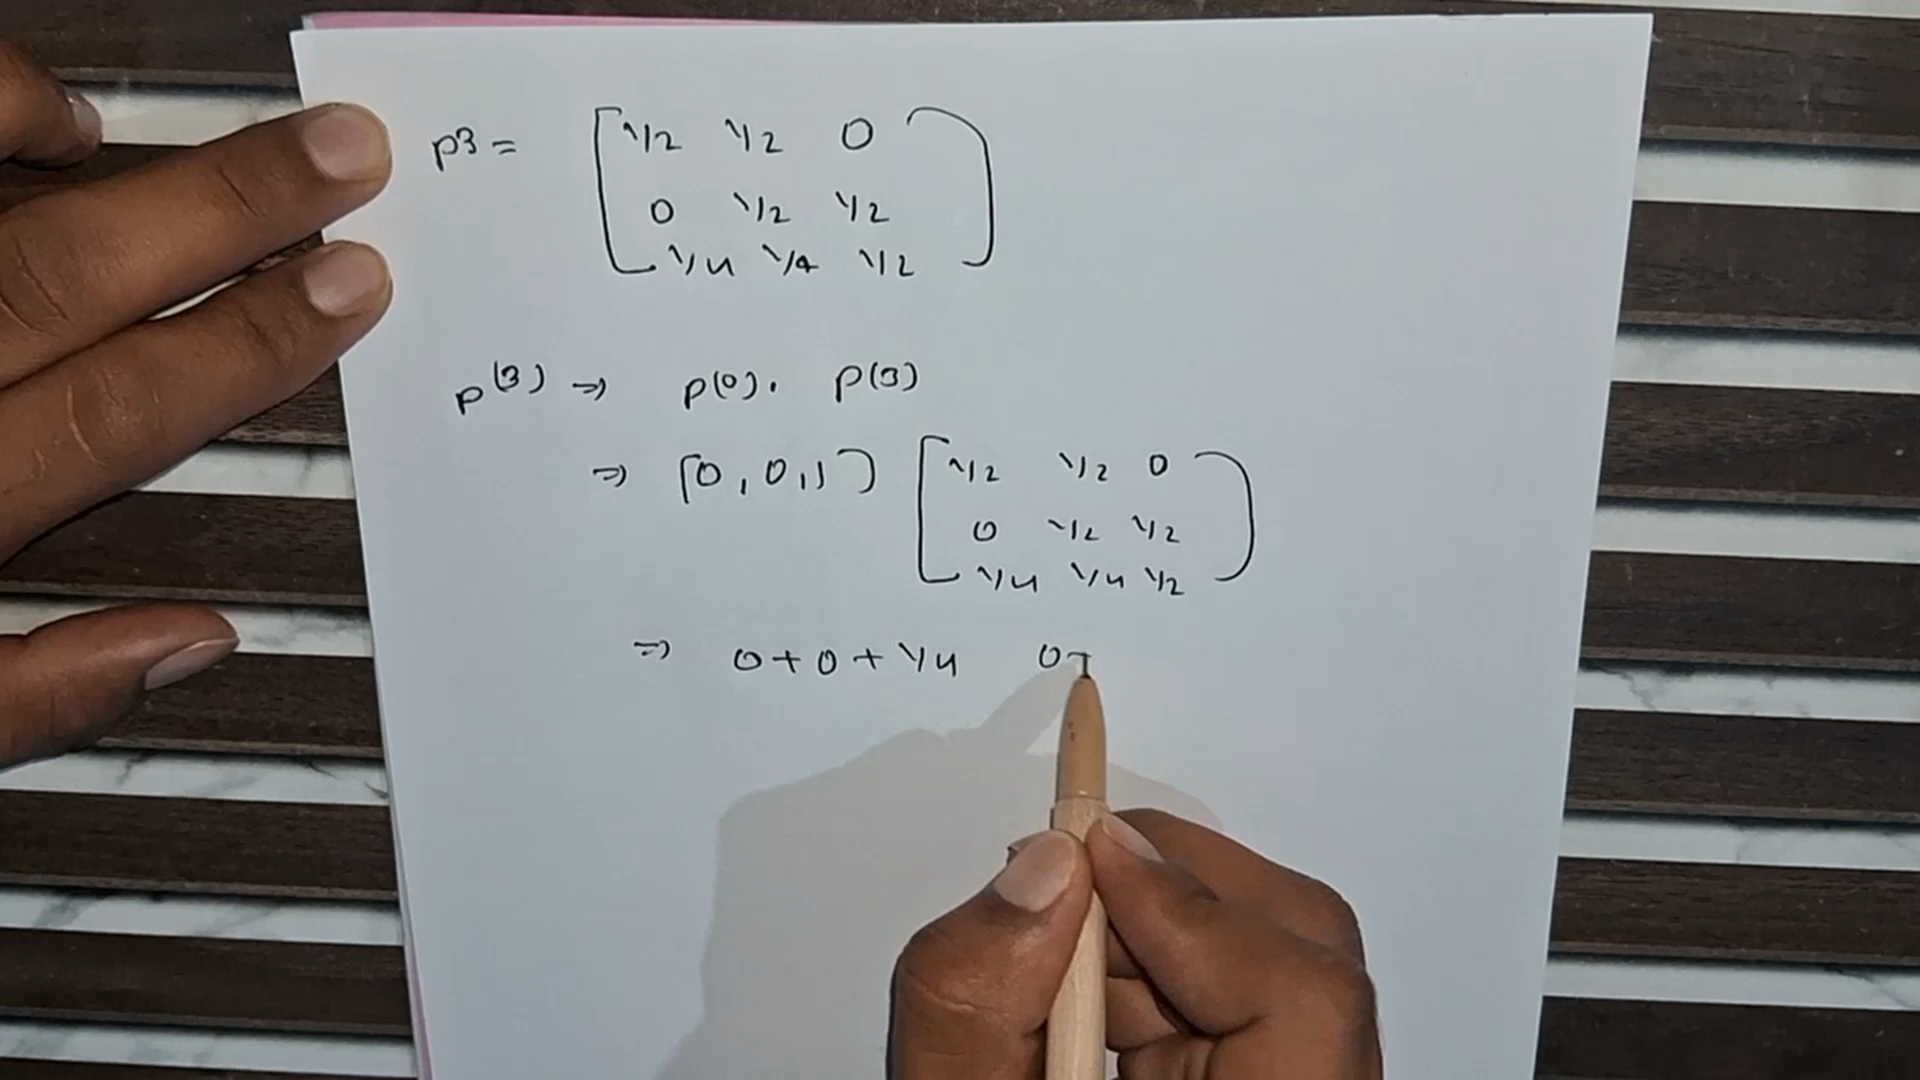 p3 = [1/2 1/2 0
0 1/2 1/2
1/4 1/4 1/2]
p(3) ⇒ p(0). p(3)
⇒ [0, 0, 1] [1/2 1/2 0
0 1/2 1/2
1/4 1/4 1/2]
⇒ 0 + 0 + 1/4 0+